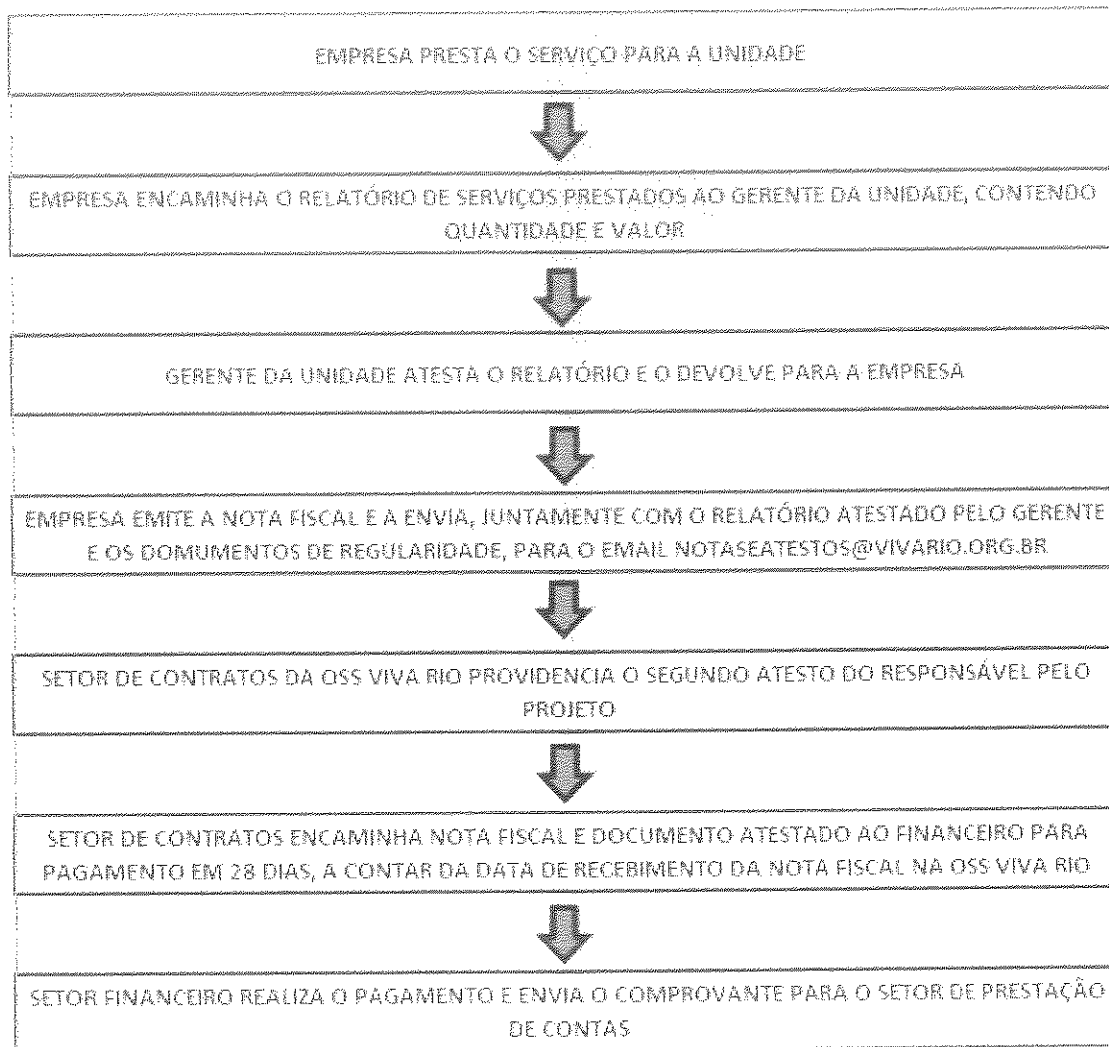 EMPRESA PRESTA O SERVIÇO PARA A UNIDADE
EMPRESA ENCAMINHA O RELATÓRIO DE SERVIÇOS PRESTADOS AO GERENTE DA UNIDADE, CONTENDO
QUANTIDADE E VALOR
GERENTE DA UNIDADE ATESTA O RELATÓRIO E O DEVOLVE PARA A EMPRESA
EMPRESA EMITE A NOTA FISCAL E A ENVIA, JUNTAMENTE COM O RELATÓRIO ATESTADO PELO GERENTE
E OS DOMUMENTOS DE REGULARIDADE, PARA O EMAIL NOTASEATESTOS@VIVARIO.ORG.BR
SETOR DE CONTRATOS DA OSS VIVA RIO PROVIDENCIA O SEGUNDO ATESTO DO RESPONSÁVEL PELO
PROJETO
SETOR DE CONTRATOS ENCAMINHA NOTA FISCAL E DOCUMENTO ATESTADO AO FINANCEIRO PARA
PAGAMENTO EM 28 DIAS, A CONTAR DA DATA DE RECEBIMENTO DA NOTA FISCAL NA OSS VIVA RIO
SETOR FINANCEIRO REALIZA O PAGAMENTO E ENVIA O COMPROVANTE PARA O SETOR DE PRESTAÇÃO
DE CONTAS